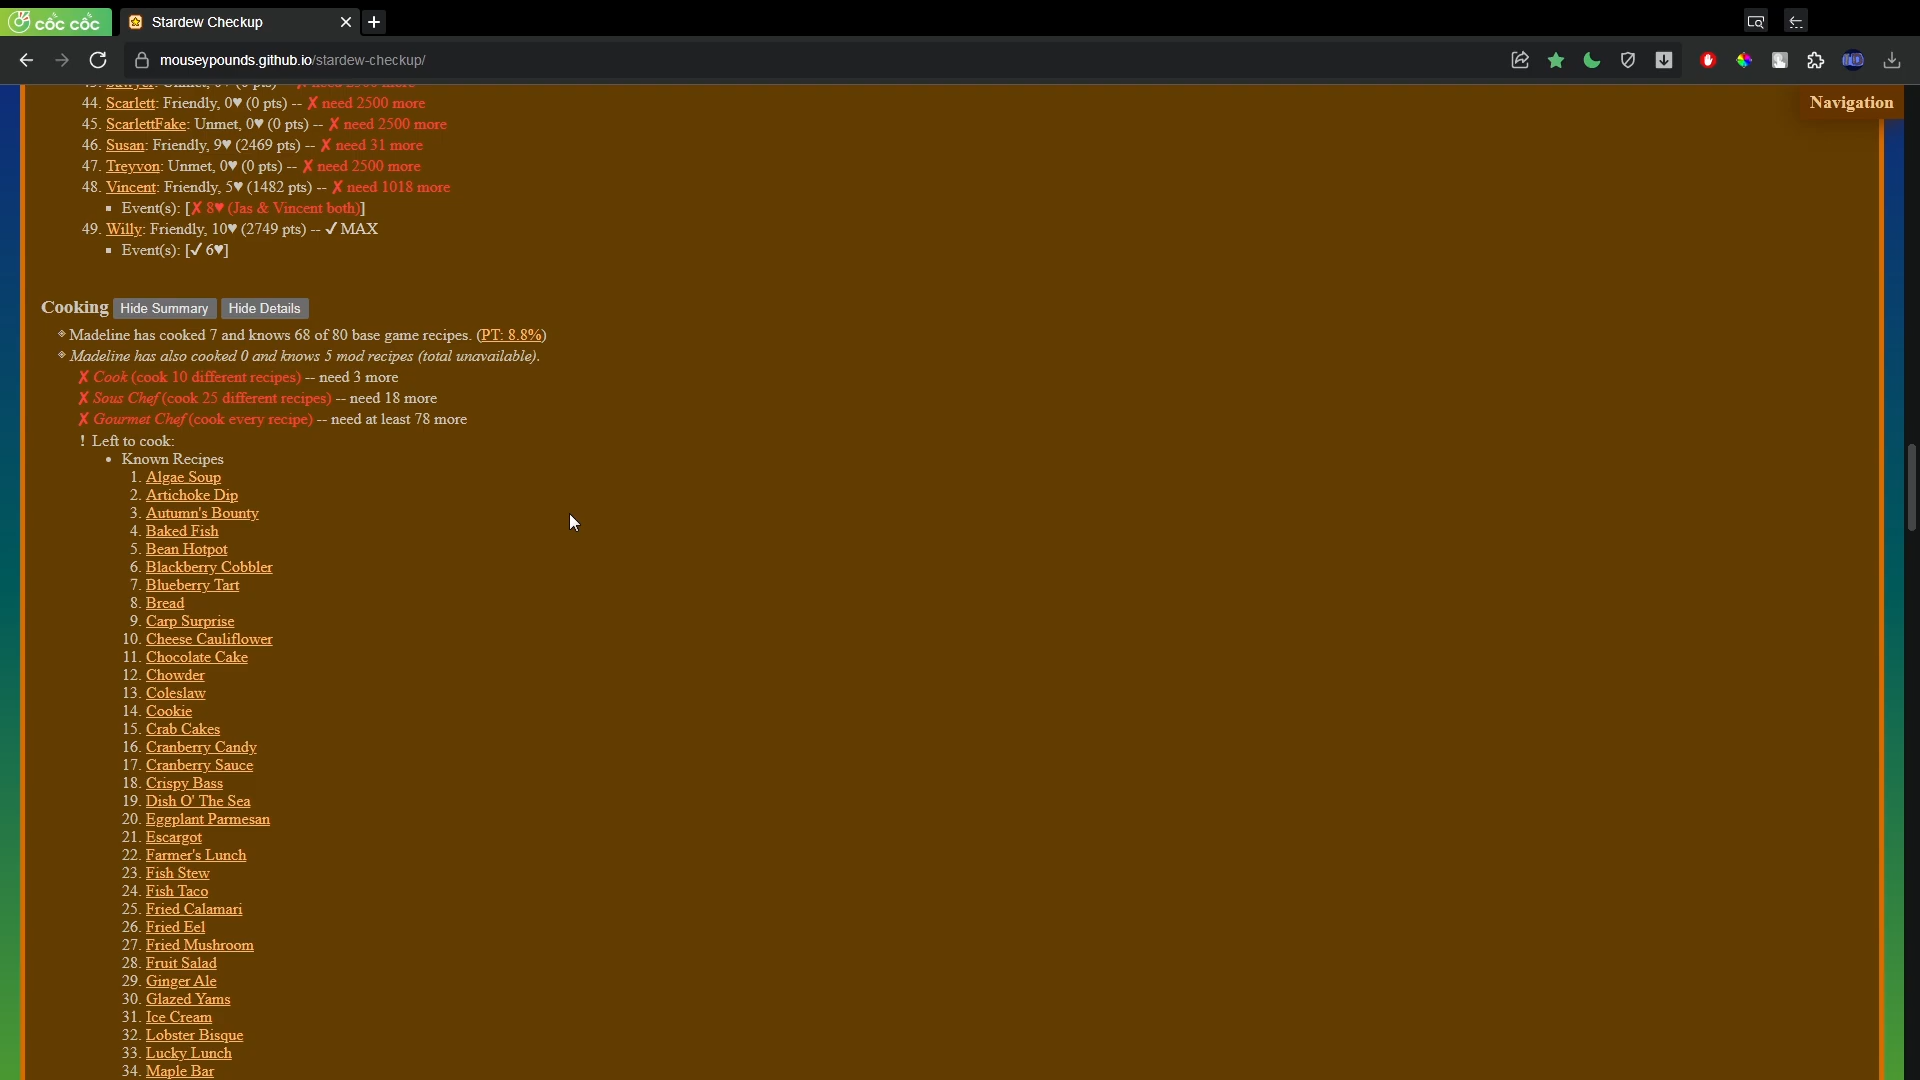 cốc cốc
Stardew Checkup
mouseypounds.github.io/stardew-checkup/
Navigation
44. Scarlett: Friendly, 0♥ (0 pts) -- ✗ need 2500 more
45. ScarlettFake: Unmet, 0♥ (0 pts) -- ✗ need 2500 more
46. Susan: Friendly, 9♥ (2469 pts) -- ✗ need 31 more
47. Treyvon: Unmet, 0♥ (0 pts) -- ✗ need 2500 more
48. Vincent: Friendly, 5♥ (1482 pts) -- ✗ need 1018 more
▪ Event(s): [✗ 8♥ (Jas & Vincent both)]
49. Willy: Friendly, 10♥ (2749 pts) -- ✓ MAX
▪ Event(s): [✓ 6♥]
Cooking Hide Summary Hide Details
Madeline has cooked 7 and knows 68 of 80 base game recipes. (PT: 8.8%)
Madeline has also cooked 0 and knows 5 mod recipes (total unavailable).
✗ Cook (cook 10 different recipes) -- need 3 more
✗ Sous Chef (cook 25 different recipes) -- need 18 more
✗ Gourmet Chef (cook every recipe) -- need at least 78 more
! Left to cook:
• Known Recipes
1. Algae Soup
2. Artichoke Dip
3. Autumn's Bounty
4. Baked Fish
5. Bean Hotpot
6. Blackberry Cobbler
7. Blueberry Tart
8. Bread
9. Carp Surprise
10. Cheese Cauliflower
11. Chocolate Cake
12. Chowder
13. Coleslaw
14. Cookie
15. Crab Cakes
16. Cranberry Candy
17. Cranberry Sauce
18. Crispy Bass
19. Dish O' The Sea
20. Eggplant Parmesan
21. Escargot
22. Farmer's Lunch
23. Fish Stew
24. Fish Taco
25. Fried Calamari
26. Fried Eel
27. Fried Mushroom
28. Fruit Salad
29. Ginger Ale
30. Glazed Yams
31. Ice Cream
32. Lobster Bisque
33. Lucky Lunch
34. Maple Bar